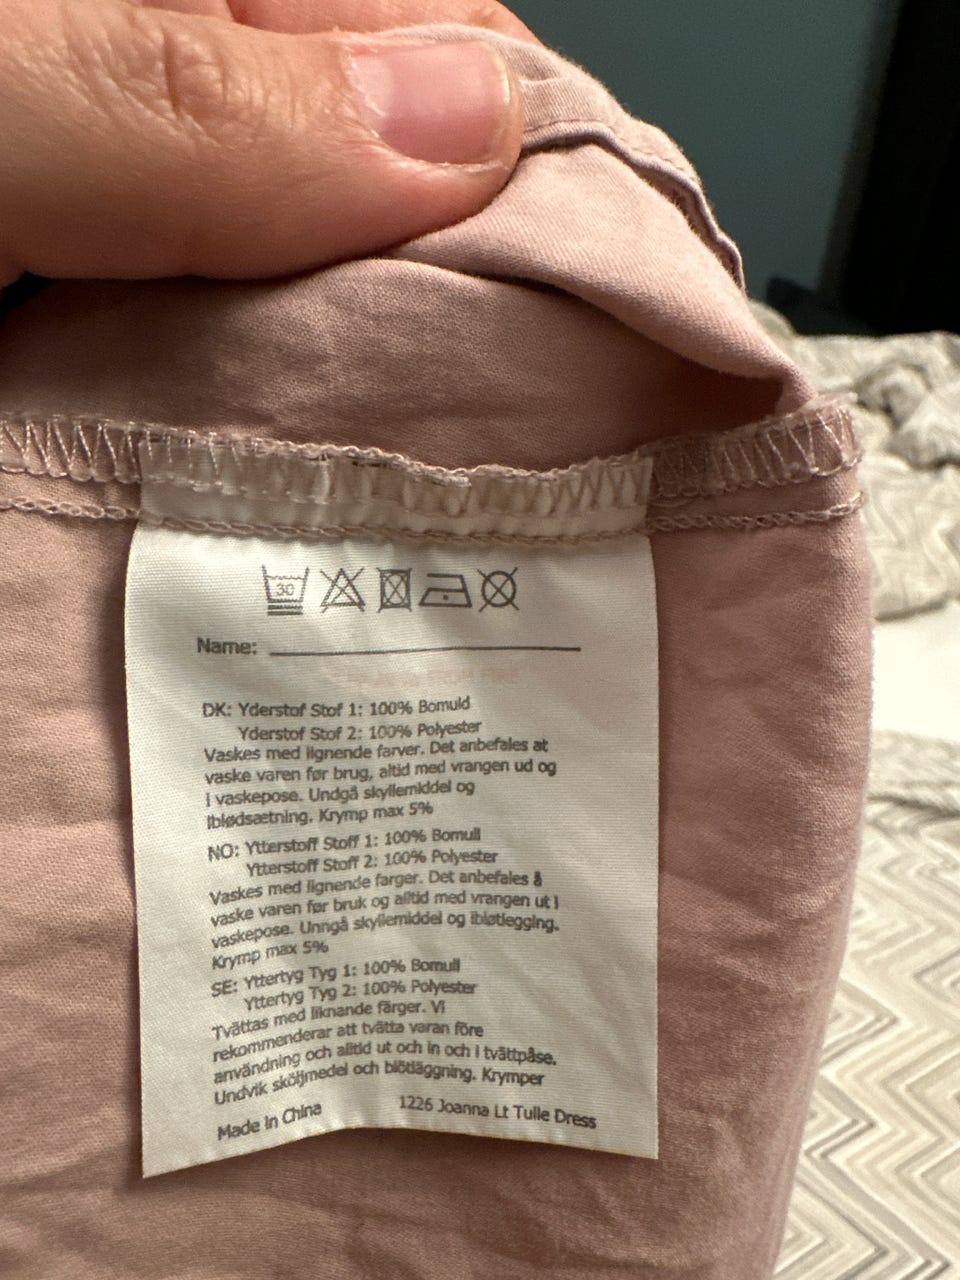 30
Name:
DK: Yderstof Stof 1: 100% Bomuld
Yderstof Stof 2: 100% Polyester
Vaskes med lignende farver. Det anbefales at
vaske varen før brug, altid med vrangen ud og
i vaskepose. Undgå skyllemiddel og
iblødsætning. Krymp max 5%
NO: Ytterstoff Stoff 1: 100% Bomull
Ytterstoff Stoff 2: 100% Polyester
Vaskes med lignende farger. Det anbefales å
vaske varen før bruk og alltid med vrangen ut i
vaskepose. Unngå skyllemiddel og ibløtlegging.
Krymp max 5%
SE: Yttertyg Tyg 1: 100% Bomull
Yttertyg Tyg 2: 100% Polyester
Tvättas med liknande färger. Vi
rekommenderar att tvätta varan före
användning och alltid ut och in och i tvättpåse.
Undvik sköljmedel och blötläggning. Krymper
Made in China 1226 Joanna Lt Tulle Dress